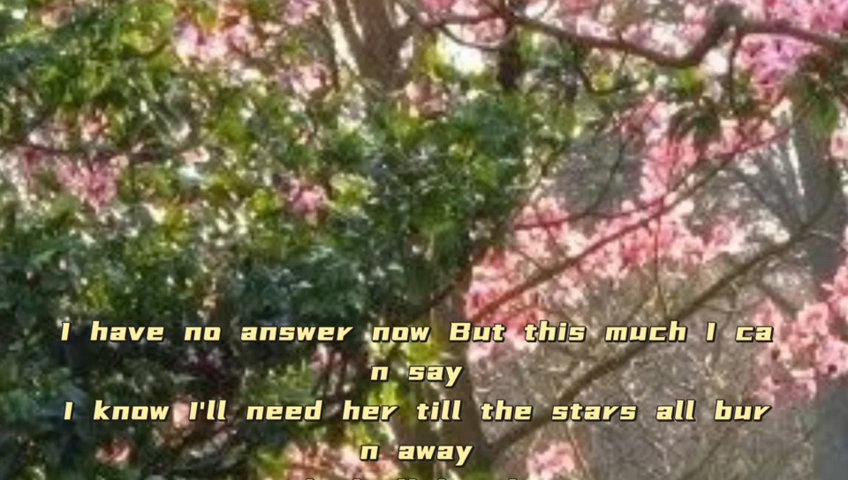 I have no answer now But this much I ca
n say
I know I'll need her till the stars all bur
n away